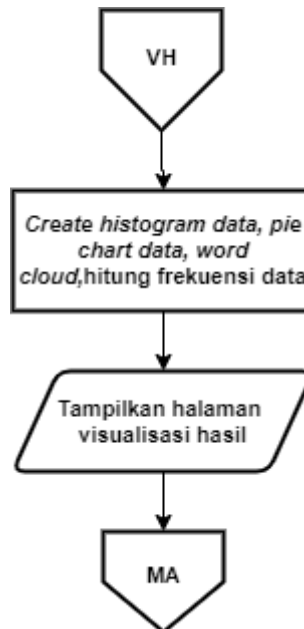 VH
Create histogram data, pie
chart data, word
cloud,hitung frekuensi data
Tampilkan halaman
visualisasi hasil
MA